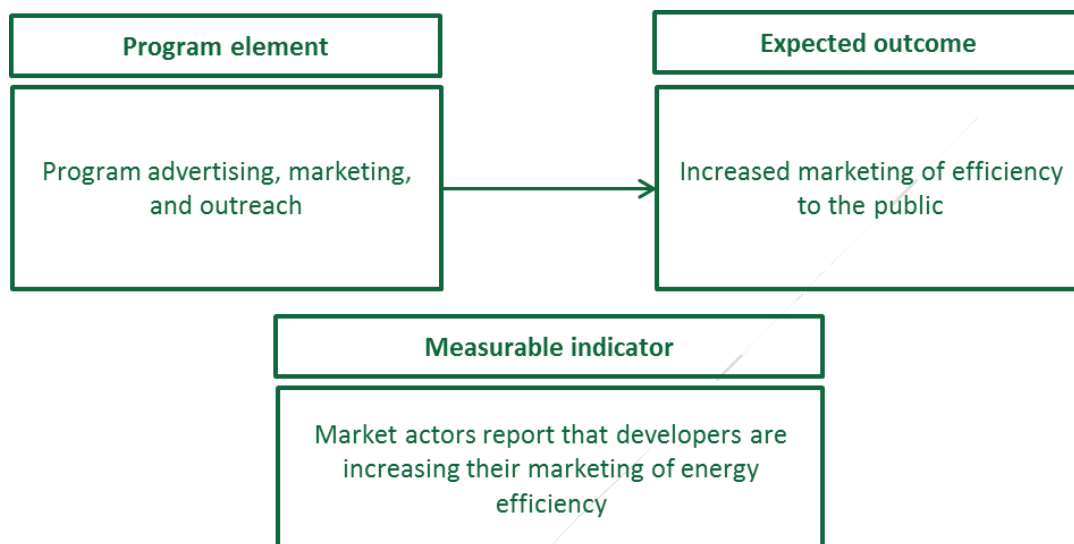 Program element
Expected outcome
Program advertising, marketing,
and outreach
Increased marketing of efficiency
to the public
Measurable indicator
Market actors report that developers are
increasing their marketing of energy
efficiency